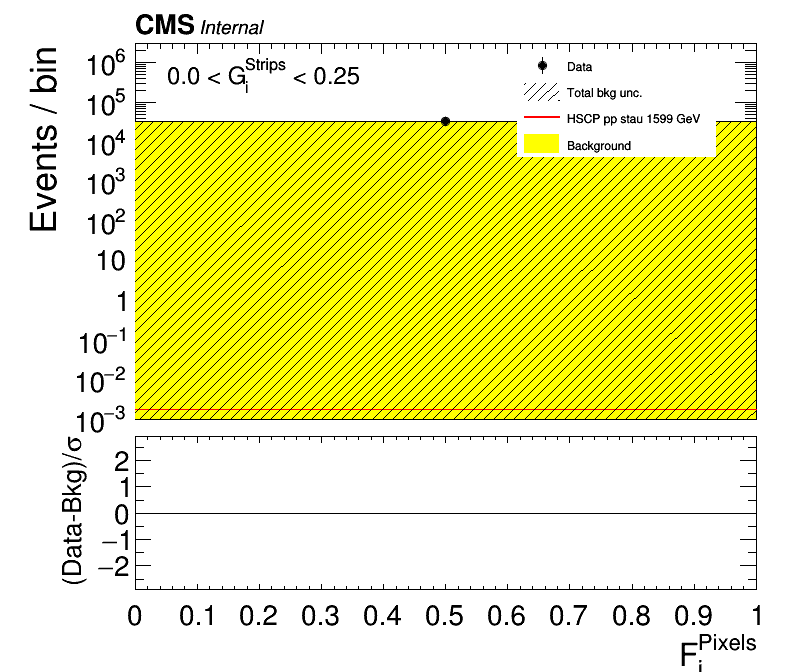 CMS Internal
Events / bin
0.0 < G_i^Strips < 0.25
Data
Total bkg unc.
HSCP pp stau 1599 GeV
Background
10^6
10^5
10^4
10^3
10^2
10
1
10^−1
10^−2
10^−3
(Data-Bkg)/σ
2
1
0
−1
−2
0 0.1 0.2 0.3 0.4 0.5 0.6 0.7 0.8 0.9 1
F_i^Pixels